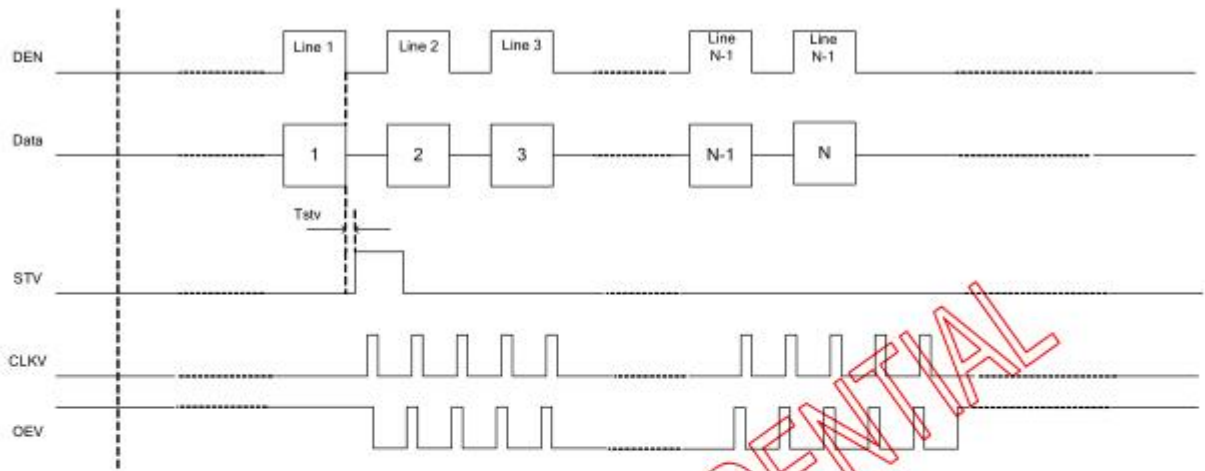 DEN
Line 1
Line 2
Line 3
Line
N-1
Line
N-1
Data
1
2
3
N-1
N
Tstv
STV
CLKV
OEV
DENTIAL